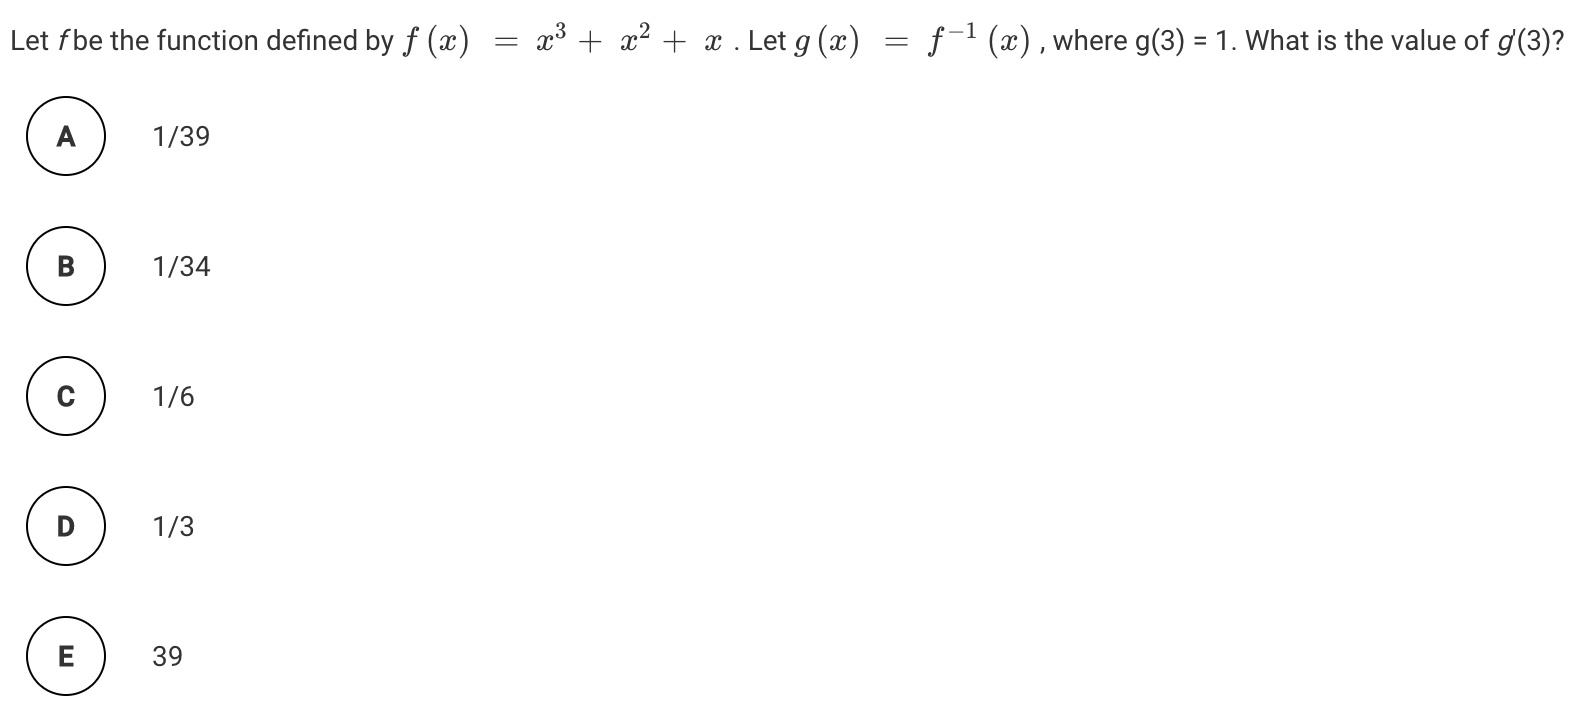 Let f be the function defined by f (x) = x³ + x² + x . Let g (x) = f⁻¹ (x) , where g(3) = 1. What is the value of g'(3)?
A 1/39
B 1/34
C 1/6
D 1/3
E 39